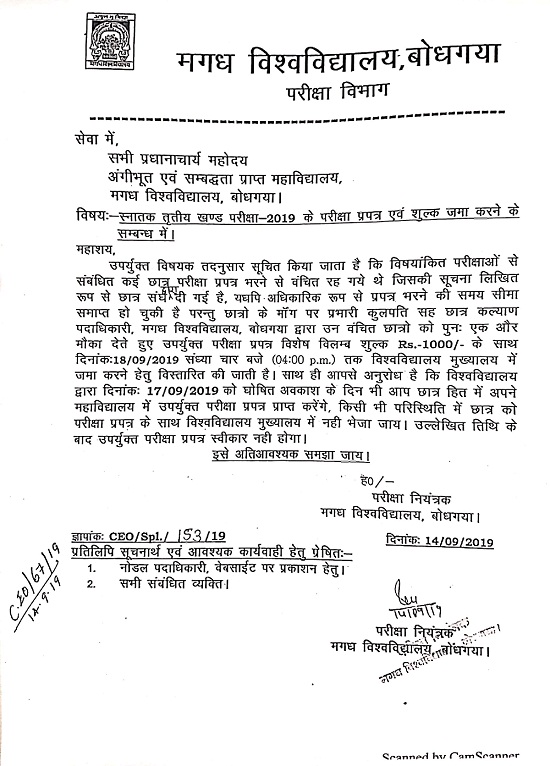 मगध विश्वविद्यालय,बोधगया
परीक्षा विभाग
सेवा में,
सभी प्रधानाचार्य महोदय
अंगीभूत एवं सम्बद्धता प्राप्त महाविद्यालय,
मगध विश्वविद्यालय, बोधगया।
विषयः–स्नातक तृतीय खण्ड परीक्षा–2019 के परीक्षा प्रपत्र एवं शुल्क जमा करने के
सम्बन्ध में।
महाशय,
उपर्युक्त विषयक तदनुसार सूचित किया जाता है कि विषयांकित परीक्षाओं से
संबंधित कई छात्र परीक्षा प्रपत्र भरने से वंचित रह गये थे जिसकी सूचना लिखित
रूप से छात्र संघ द्वारा दी गई है, यधपि अधिकारिक रूप से प्रपत्र भरने की समय सीमा
समाप्त हो चुकी है परन्तु छात्रो के माँग पर प्रभारी कुलपति सह छात्र कल्याण
पदाधिकारी, मगध विश्वविद्यालय, बोधगया द्वारा उन वंचित छात्रो को पुनः एक और
मौका देते हुए उपर्युक्त परीक्षा प्रपत्र विशेष विलम्ब शुल्क Rs.-1000/- के साथ
दिनांक:18/09/2019 संध्या चार बजे (04:00 p.m.) तक विश्वविद्यालय मुख्यालय में
जमा करने हेतु विस्तारित की जाती है। साथ ही आपसे अनुरोध है कि विश्वविद्यालय
द्वारा दिनांक: 17/09/2019 को घोषित अवकाश के दिन भी आप छात्र हित में अपने
महाविद्यालय में उपर्युक्त परीक्षा प्रपत्र प्राप्त करेंगे, किसी भी परिस्थिति में छात्र को
परीक्षा प्रपत्र के साथ विश्वविद्यालय मुख्यालय में नही भेजा जाय। उल्लेखित तिथि के
बाद उपर्युक्त परीक्षा प्रपत्र स्वीकार नही होगा।
इसे अतिआवश्यक समझा जाय।
ह0/–
परीक्षा नियंत्रक
मगध विश्वविद्यालय, बोधगया।
ज्ञापांक: CEO/Spl./ 153/19
दिनांक: 14/09/2019
प्रतिलिपि सूचनार्थ एवं आवश्यक कार्यवाही हेतु प्रेषितः–
1. नोडल पदाधिकारी, वेबसाईट पर प्रकाशन हेतु।
2. सभी संबंधित व्यक्ति।
C.EO/67/19
14.9.19
14/09/19
परीक्षा नियंत्रक
मगध विश्वविद्यालय, बोधगया।
Scanned by CamScanner